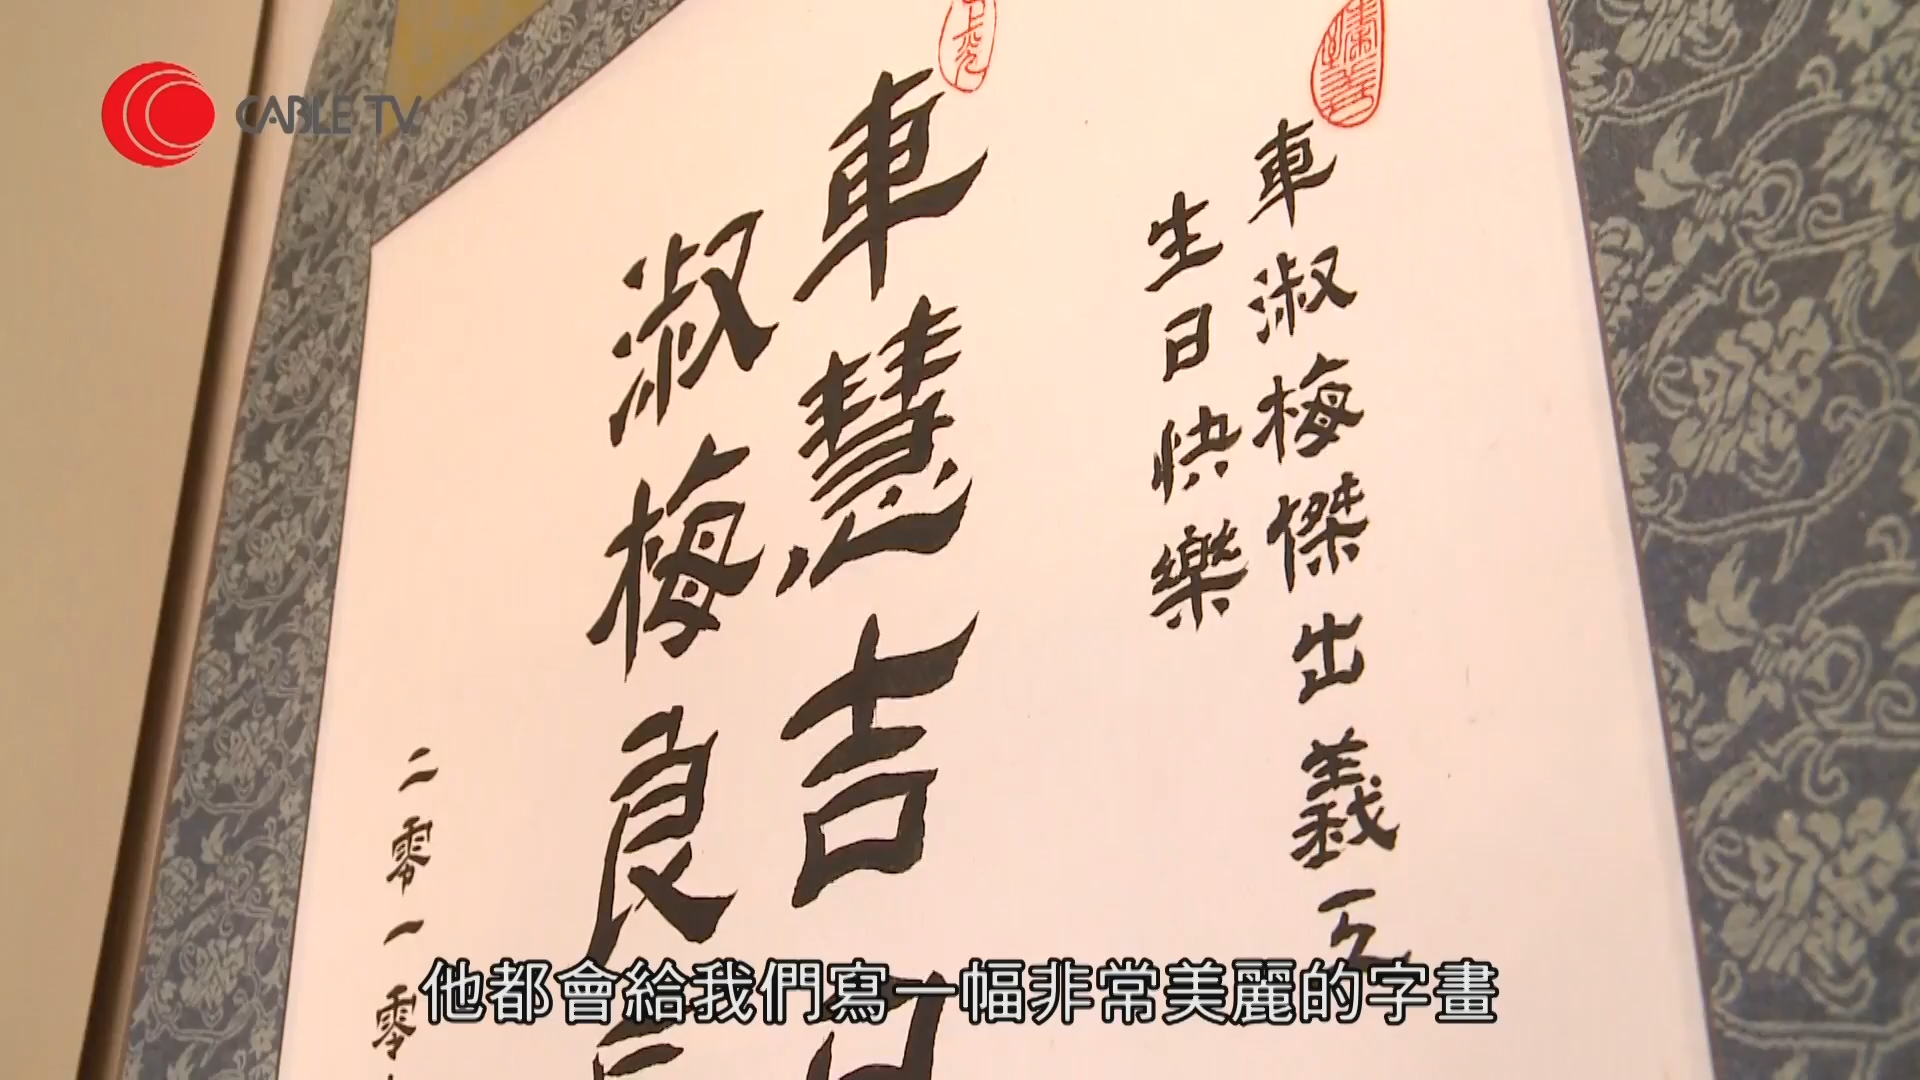 CABLE TV
車淑梅傑出義工
生日快樂
車慧吉
淑梅良
二零一零
他都會給我們寫一幅非常美麗的字畫